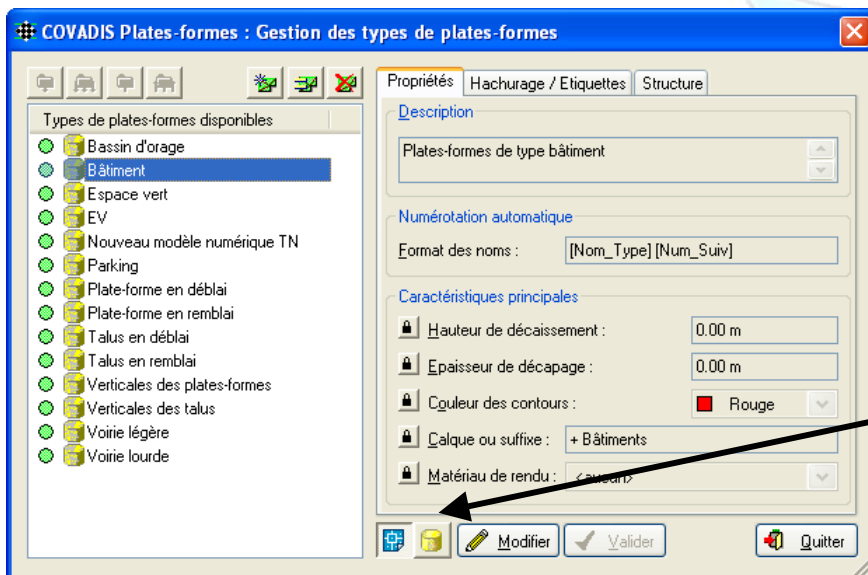 COVADIS Plates-formes : Gestion des types de plates-formes
Types de plates-formes disponibles
Bassin d'orage
Bâtiment
Espace vert
EV
Nouveau modèle numérique TN
Parking
Plate-forme en déblai
Plate-forme en remblai
Talus en déblai
Talus en remblai
Verticales des plates-formes
Verticales des talus
Voirie légère
Voirie lourde
Propriétés Hachurage / Etiquettes Structure
Description
Plates-formes de type bâtiment
Numérotation automatique
Format des noms : [Nom_Type] [Num_Suiv]
Caractéristiques principales
Hauteur de décaissement : 0.00 m
Epaisseur de décapage : 0.00 m
Couleur des contours : Rouge
Calque ou suffixe : + Bâtiments
Matériau de rendu : <aucun>
Modifier Valider Quitter